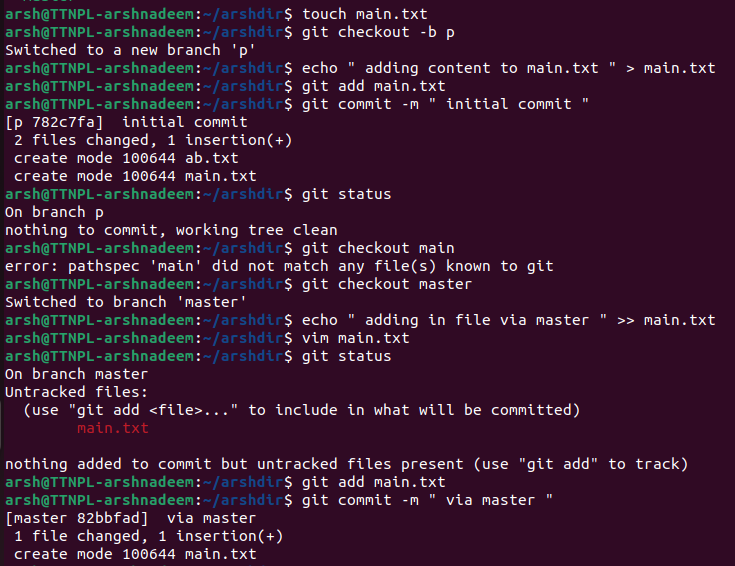 arsh@TTNPL-arshnadeem:~/arshdir$ touch main.txt
arsh@TTNPL-arshnadeem:~/arshdir$ git checkout -b p
Switched to a new branch 'p'
arsh@TTNPL-arshnadeem:~/arshdir$ echo " adding content to main.txt " > main.txt
arsh@TTNPL-arshnadeem:~/arshdir$ git add main.txt
arsh@TTNPL-arshnadeem:~/arshdir$ git commit -m " initial commit "
[p 782c7fa]  initial commit
 2 files changed, 1 insertion(+)
 create mode 100644 ab.txt
 create mode 100644 main.txt
arsh@TTNPL-arshnadeem:~/arshdir$ git status
On branch p
nothing to commit, working tree clean
arsh@TTNPL-arshnadeem:~/arshdir$ git checkout main
error: pathspec 'main' did not match any file(s) known to git
arsh@TTNPL-arshnadeem:~/arshdir$ git checkout master
Switched to branch 'master'
arsh@TTNPL-arshnadeem:~/arshdir$ echo " adding in file via master " >> main.txt
arsh@TTNPL-arshnadeem:~/arshdir$ vim main.txt
arsh@TTNPL-arshnadeem:~/arshdir$ git status
On branch master
Untracked files:
  (use "git add <file>..." to include in what will be committed)
        main.txt

nothing added to commit but untracked files present (use "git add" to track)
arsh@TTNPL-arshnadeem:~/arshdir$ git add main.txt
arsh@TTNPL-arshnadeem:~/arshdir$ git commit -m " via master "
[master 82bbfad]  via master
 1 file changed, 1 insertion(+)
 create mode 100644 main.txt